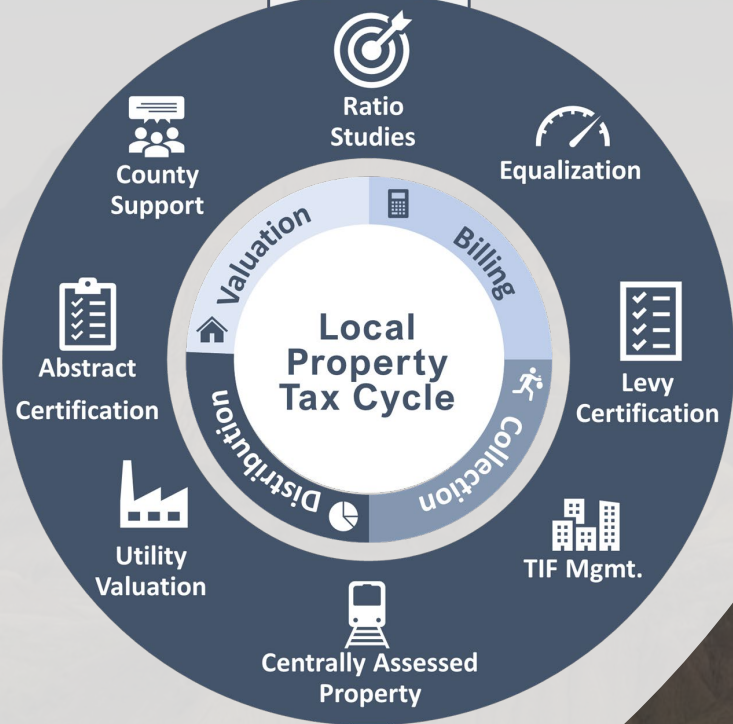 Ratio
Studies
Equalization
Levy
Certification
TIF Mgmt.
Centrally Assessed
Property
Utility
Valuation
Abstract
Certification
County
Support
Valuation
Billing
Collection
Distribution
Local
Property
Tax Cycle